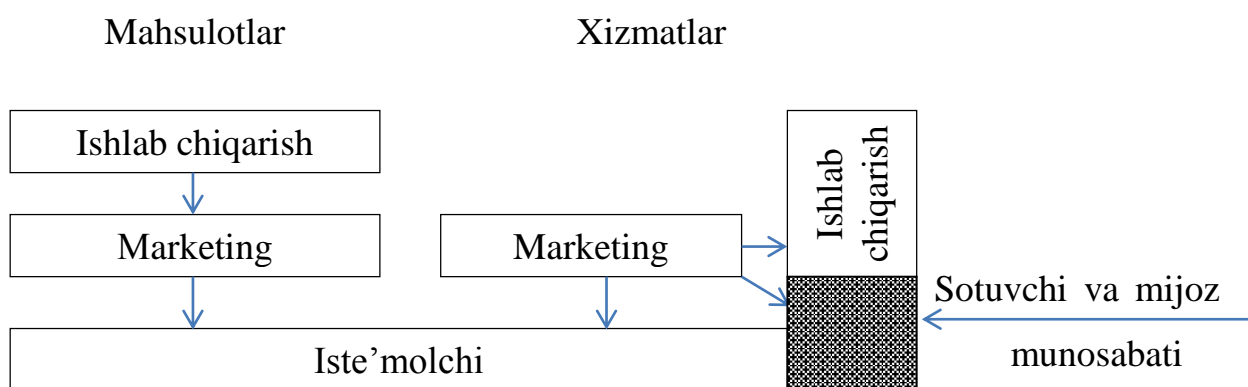 Mahsulotlar
Xizmatlar
Ishlab chiqarish
Marketing
Marketing
Ishlab
chiqarish
Sotuvchi va mijoz
munosabati
Iste’molchi